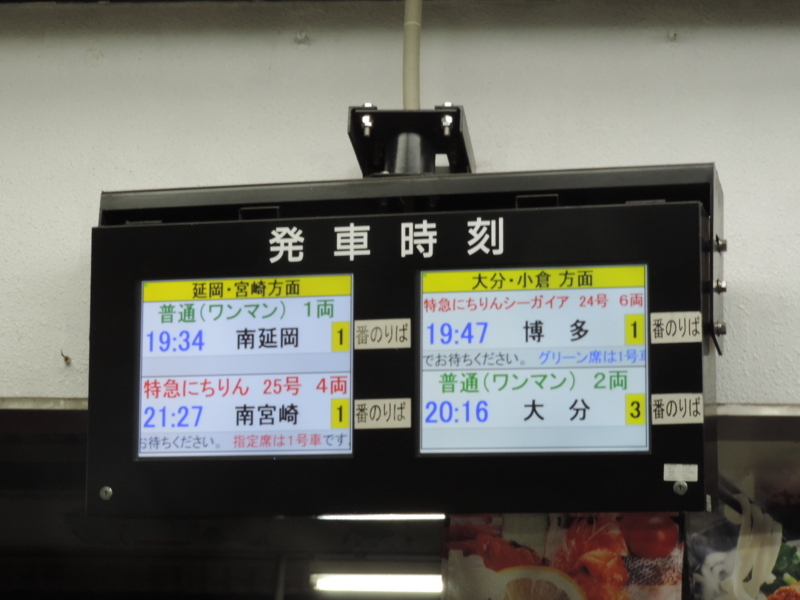 発車時刻
延岡・宮崎方面
普通(ワンマン) 1両
19:34 南延岡 1 番のりば
特急にちりん 25号 4両
21:27 南宮崎 1 番のりば
お待ちください。 指定席は1号車です
大分・小倉 方面
特急にちりんシーガイア 24号 6両
19:47 博多 1 番のりば
でお待ちください。 グリーン席は1号車
普通(ワンマン) 2両
20:16 大分 3 番のりば